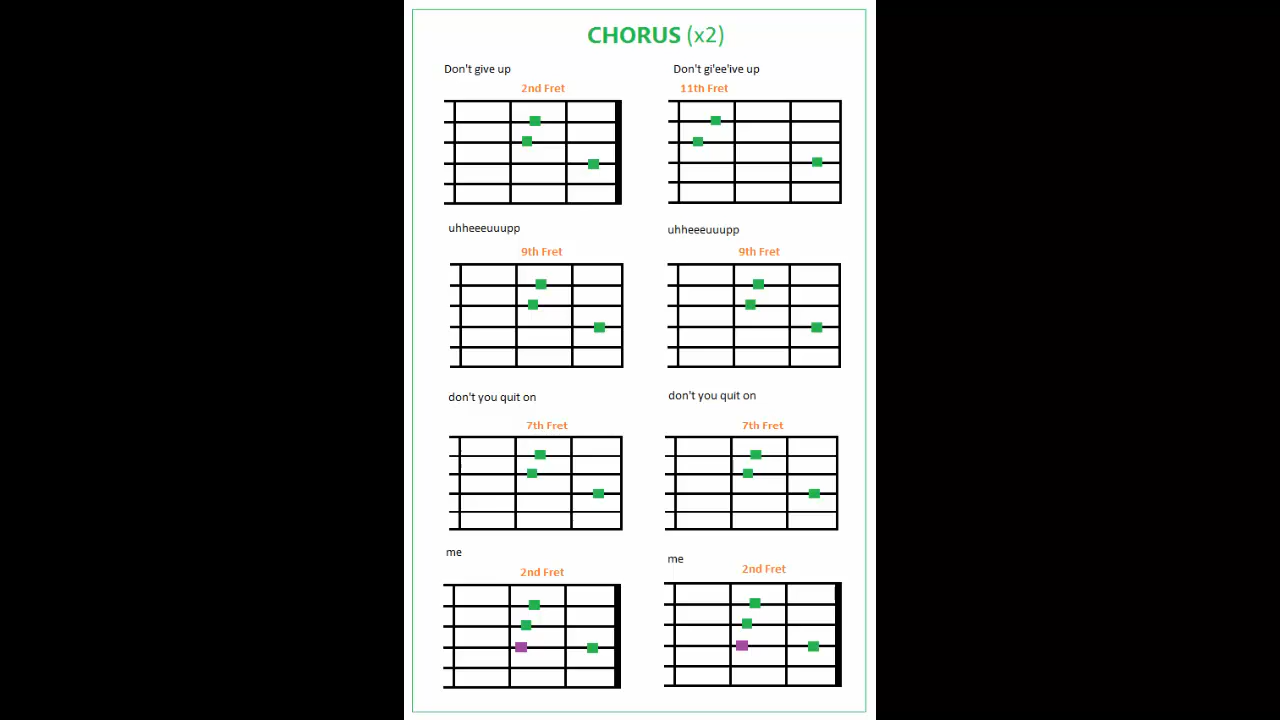 CHORUS (x2)
Don't give up
2nd Fret
Don't gi'ee'ive up
11th Fret
uhheeeuuupp
9th Fret
uhheeeuuupp
9th Fret
don't you quit on
7th Fret
don't you quit on
7th Fret
me
2nd Fret
me
2nd Fret